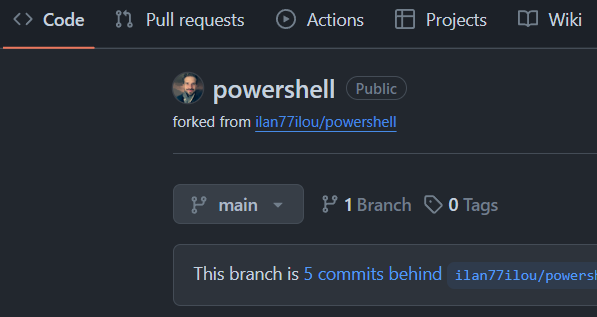 Code Pull requests Actions Projects Wiki
powershell Public
forked from ilan77ilou/powershell
main 1 Branch 0 Tags
This branch is 5 commits behind ilan77ilou/powersh